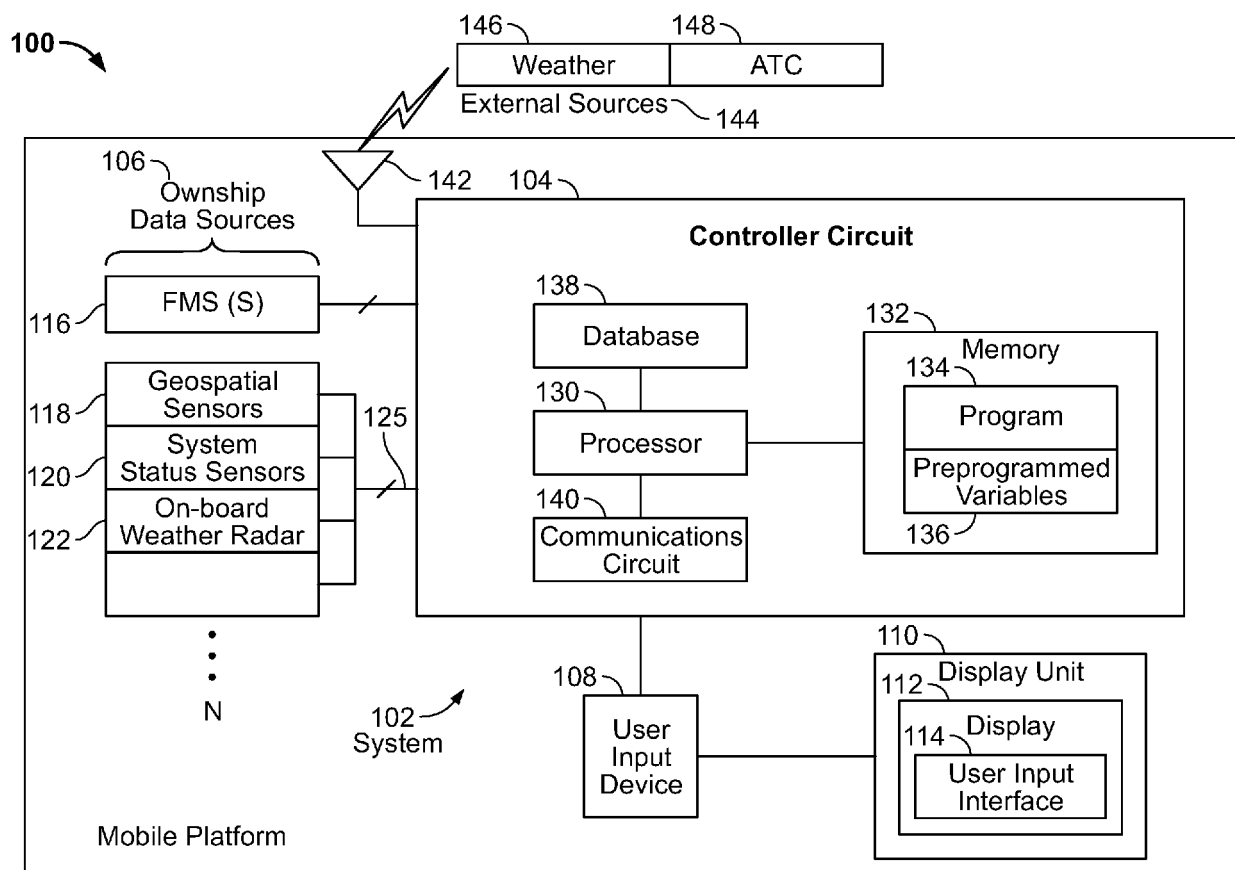 100
146
148
Weather
ATC
External Sources
144
106
Ownship
Data Sources
142
104
Controller Circuit
FMS (S)
116
138
Database
132
Memory
134
Program
Preprogrammed
Variables
136
Geospatial
Sensors
118
125
130
Processor
System
Status Sensors
120
On-board
Weather Radar
122
140
Communications
Circuit
N
102
System
108
User
Input
Device
110
Display Unit
112
Display
114
User Input
Interface
Mobile Platform